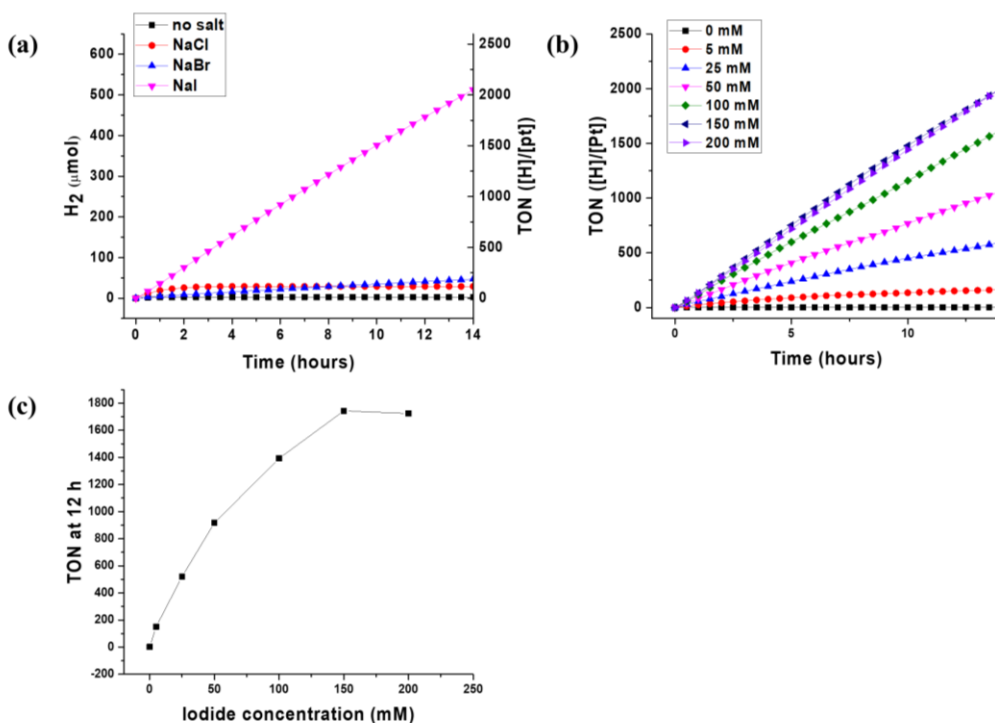 (a)
no salt
NaCl
NaBr
NaI
600
500
400
300
200
100
0
H2 (μmol)
2500
2000
1500
1000
500
0
TON ([H]/[pt])
0 2 4 6 8 10 12 14
Time (hours)
(b)
0 mM
5 mM
25 mM
50 mM
100 mM
150 mM
200 mM
2500
2000
1500
1000
500
0
TON ([H]/[Pt])
0 5 10
Time (hours)
(c)
1800
1600
1400
1200
1000
800
600
400
200
0
-200
TON at 12 h
0 50 100 150 200 250
Iodide concentration (mM)